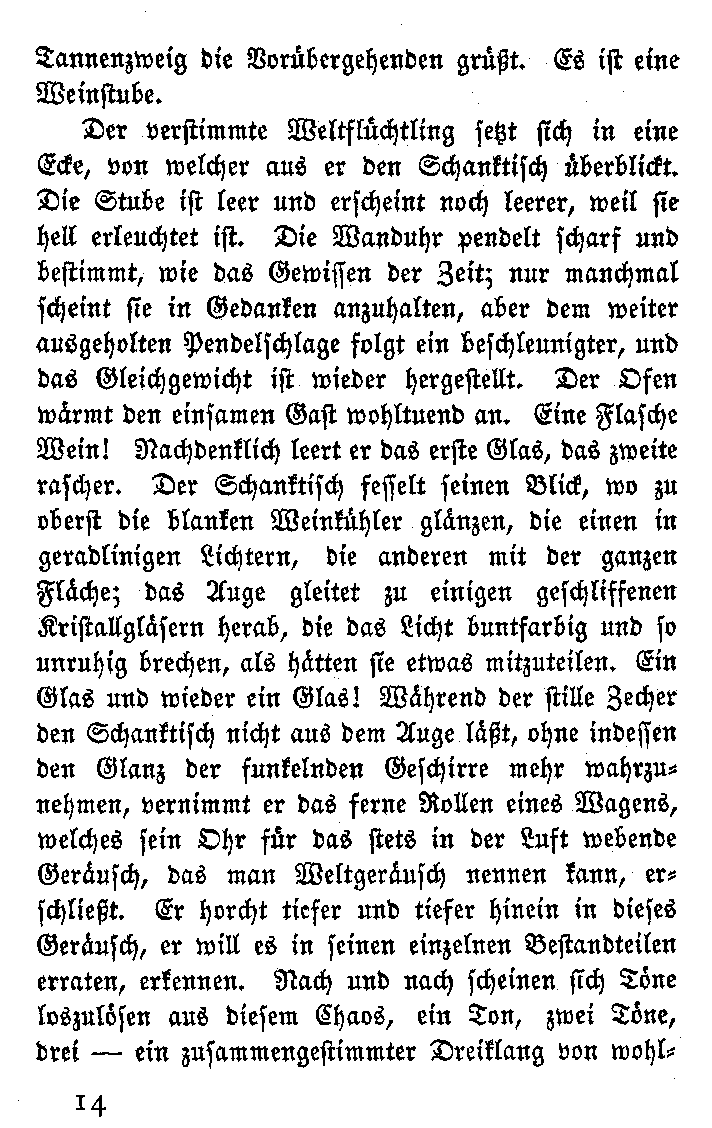 Tannenzweig die Vorübergehenden grüßt. Es ist eine
Weinstube.
Der verstimmte Weltflüchtling setzt sich in eine
Ecke, von welcher aus er den Schanktisch überblickt.
Die Stube ist leer und erscheint noch leerer, weil sie
hell erleuchtet ist. Die Wanduhr pendelt scharf und
bestimmt, wie das Gewissen der Zeit; nur manchmal
scheint sie in Gedanken anzuhalten, aber dem weiter
ausgeholten Pendelschlage folgt ein beschleunigter, und
das Gleichgewicht ist wieder hergestellt. Der Ofen
wärmt den einsamen Gast wohltuend an. Eine Flasche
Wein! Nachdenklich leert er das erste Glas, das zweite
rascher. Der Schanktisch fesselt seinen Blick, wo zu
oberst die blanken Weinkühler glänzen, die einen in
geradlinigen Lichtern, die anderen mit der ganzen
Fläche; das Auge gleitet zu einigen geschliffenen
Kristallgläsern herab, die das Licht buntfarbig und so
unruhig brechen, als hätten sie etwas mitzuteilen. Ein
Glas und wieder ein Glas! Während der stille Zecher
den Schanktisch nicht aus dem Auge läßt, ohne indessen
den Glanz der funkelnden Geschirre mehr wahrzu-
nehmen, vernimmt er das ferne Rollen eines Wagens,
welches sein Ohr für das stets in der Luft webende
Geräusch, das man Weltgeräusch nennen kann, er-
schließt. Er horcht tiefer und tiefer hinein in dieses
Geräusch, er will es in seinen einzelnen Bestandteilen
erraten, erkennen. Nach und nach scheinen sich Töne
loszulösen aus diesem Chaos, ein Ton, zwei Töne,
drei — ein zusammengestimmter Dreiklang von wohl-
14